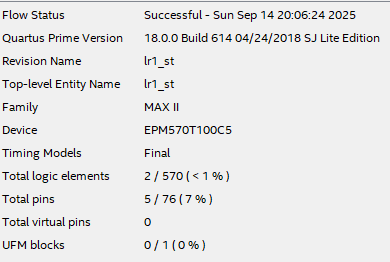 Flow Status Successful - Sun Sep 14 20:06:24 2025
Quartus Prime Version 18.0.0 Build 614 04/24/2018 SJ Lite Edition
Revision Name lr1_st
Top-level Entity Name lr1_st
Family MAX II
Device EPM570T100C5
Timing Models Final
Total logic elements 2 / 570 ( < 1 % )
Total pins 5 / 76 ( 7 % )
Total virtual pins 0
UFM blocks 0 / 1 ( 0 % )